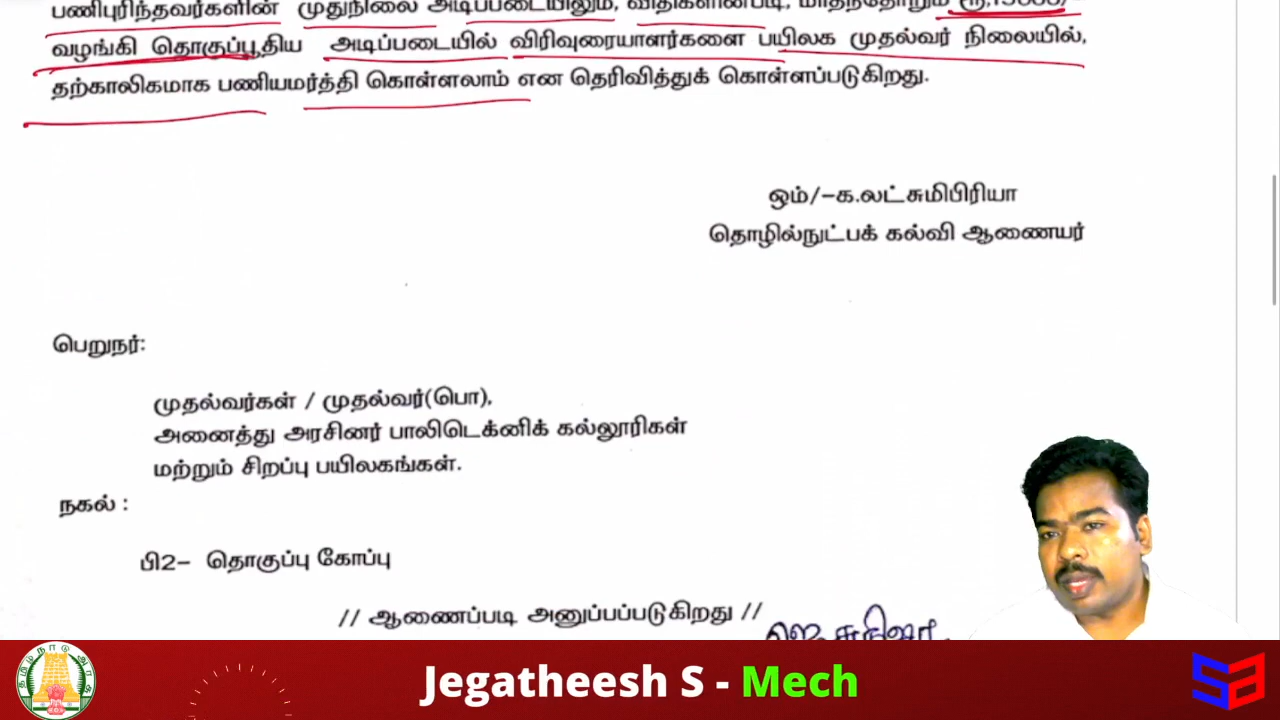 பணிபுரிந்தவர்களின் முதுநிலை அடிப்படையிலும், விதிகளின்படி, மாதந்தோறும்
வழங்கி தொகுப்பூதிய அடிப்படையில் விரிவுரையாளர்களை பயிலக முதல்வர் நிலையில்,
தற்காலிகமாக பணியமர்த்தி கொள்ளலாம் என தெரிவித்துக் கொள்ளப்படுகிறது.
ஒம்/-க.லட்சுமிபிரியா
தொழில்நுட்பக் கல்வி ஆணையர்
பெறுநர்:
முதல்வர்கள் / முதல்வர்(பொ),
அனைத்து அரசினர் பாலிடெக்னிக் கல்லூரிகள்
மற்றும் சிறப்பு பயிலகங்கள்.
நகல் :
பி2- தொகுப்பு கோப்பு
// ஆணைப்படி அனுப்பப்படுகிறது //
Jegatheesh S - Mech